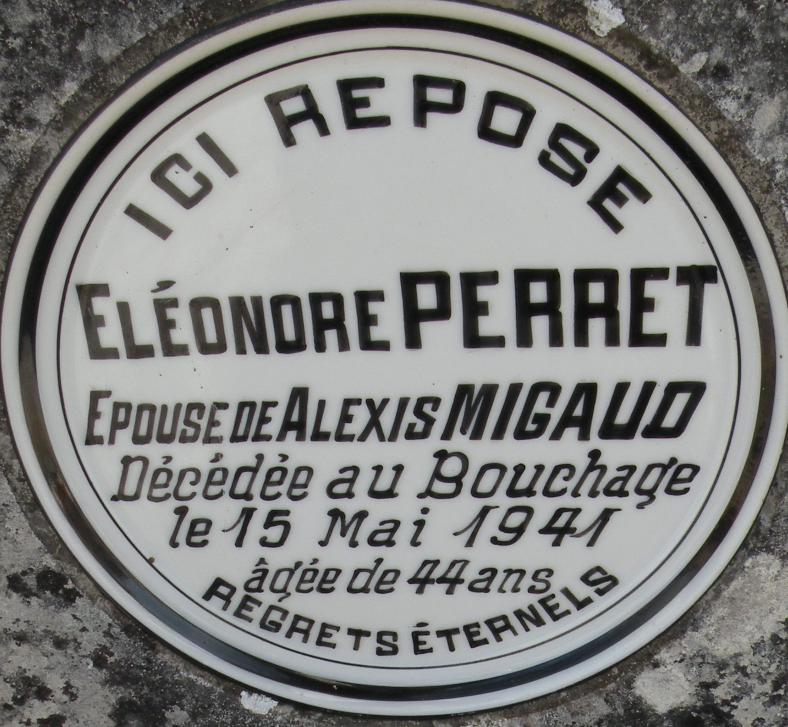 ICI REPOSE
ELÉONORE PERRET
EPOUSE DE ALEXIS MIGAUD
Décédée au Bouchage
le 15 Mai 1941
âgée de 44 ans
REGRETS ÉTERNELS